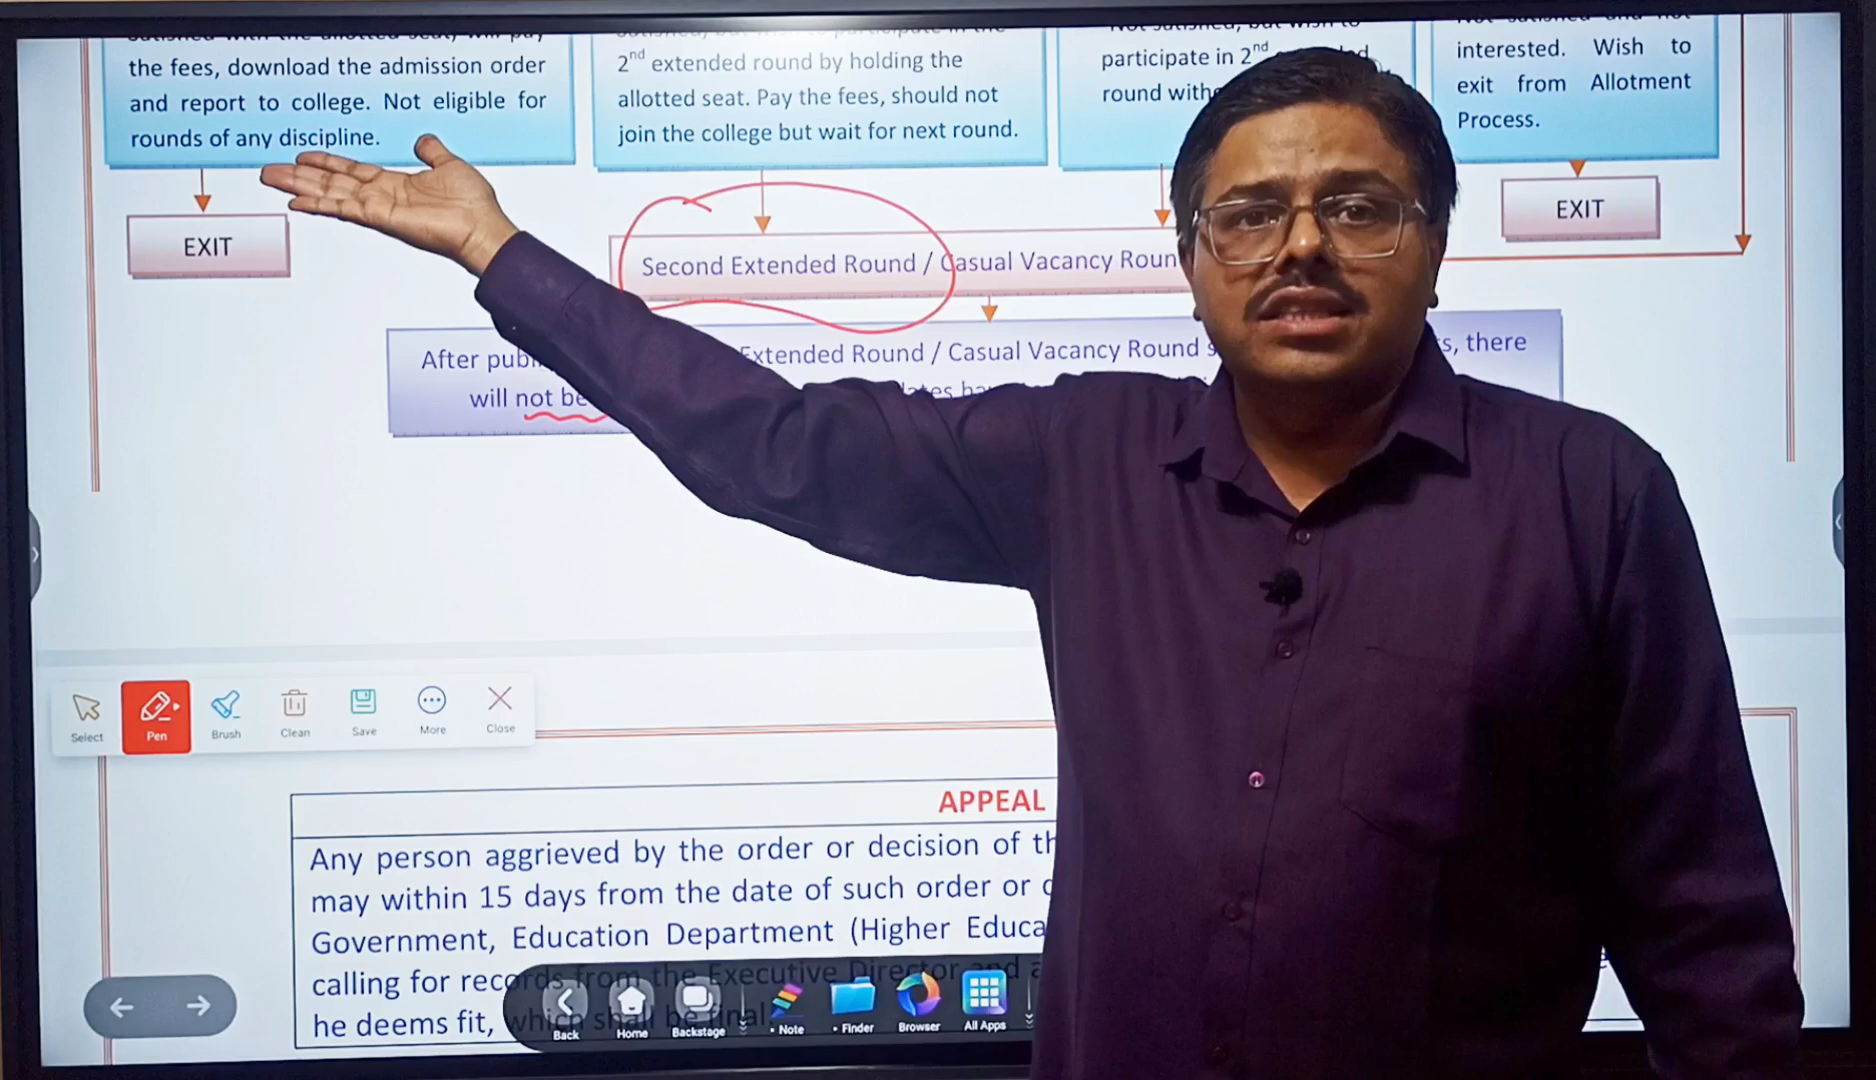 the fees, download the admission order
and report to college. Not eligible for
rounds of any discipline.
2nd extended round by holding the
allotted seat. Pay the fees, should not
join the college but wait for next round.
participate in 2nd
round
interested. Wish to
exit from Allotment
Process.
EXIT
EXIT
Second Extended Round / Casual Vacancy
After Extended Round / Casual Vacancy Round there
will not be
Select
Pen
Brush
Clean
Save
More
Close
APPEAL
Any person aggrieved by the order or decision of
may within 15 days from the date of such order or
Government, Education Department (Higher
calling for records from the Executive Director and
he deems fit, which shall be final
Back
Home
Backstage
Note
Finder
Browser
All Apps